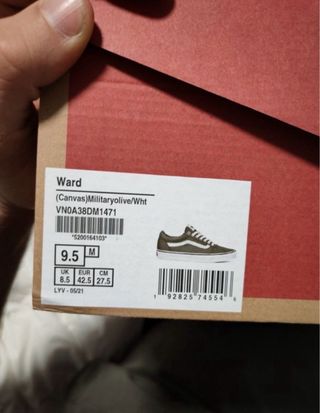 Ward
(Canvas)Militaryolive/Wht
VN0A38DM1471
*5200164103*
9.5 M
UK EUR CM
8.5 42.5 27.5
LYV - 05/21
1 92825 74554 6